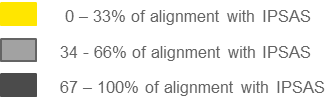 0 – 33% of alignment with IPSAS
34 - 66% of alignment with IPSAS
67 – 100% of alignment with IPSAS